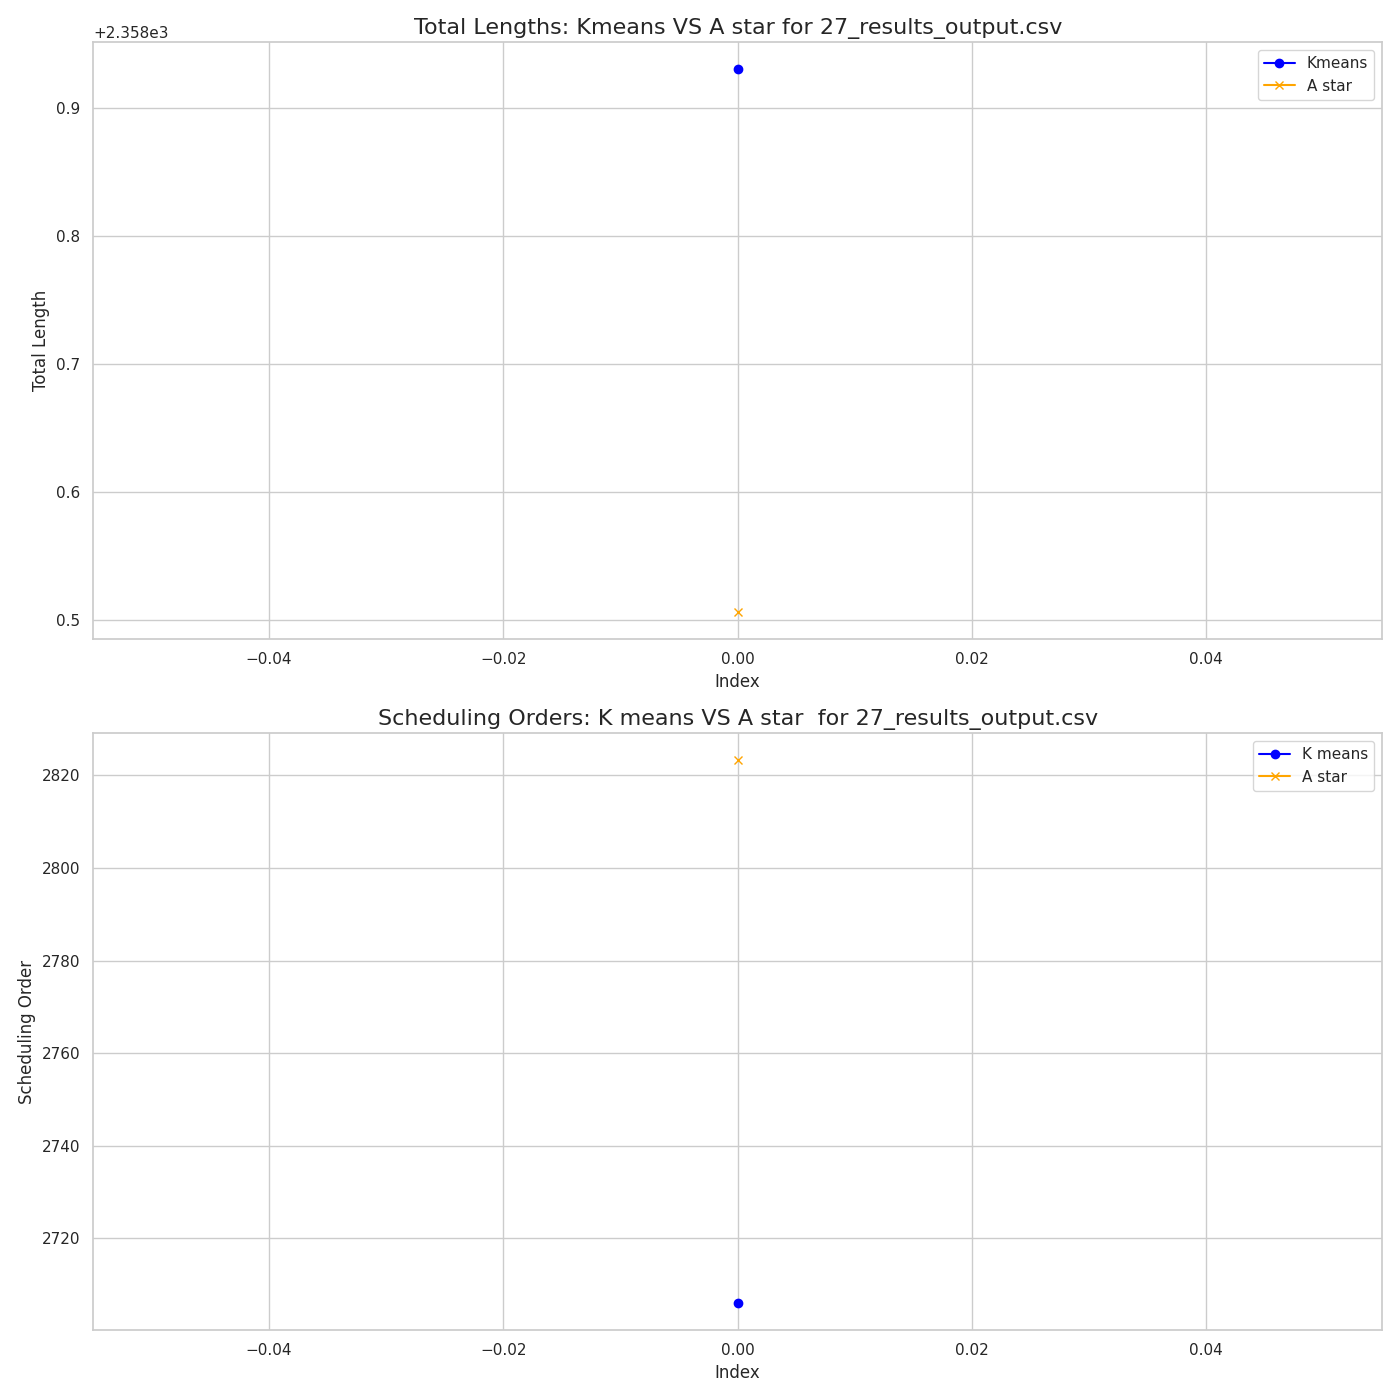 Total Lengths: Kmeans VS A star for 27_results_output.csv
+2.358e3
Kmeans
A star
0.9
0.8
0.7
0.6
0.5
Total Length
−0.04
−0.02
0.00
0.02
0.04
Index
Scheduling Orders: K means VS A star  for 27_results_output.csv
K means
A star
2820
2800
2780
2760
2740
2720
Scheduling Order
−0.04
−0.02
0.00
0.02
0.04
Index